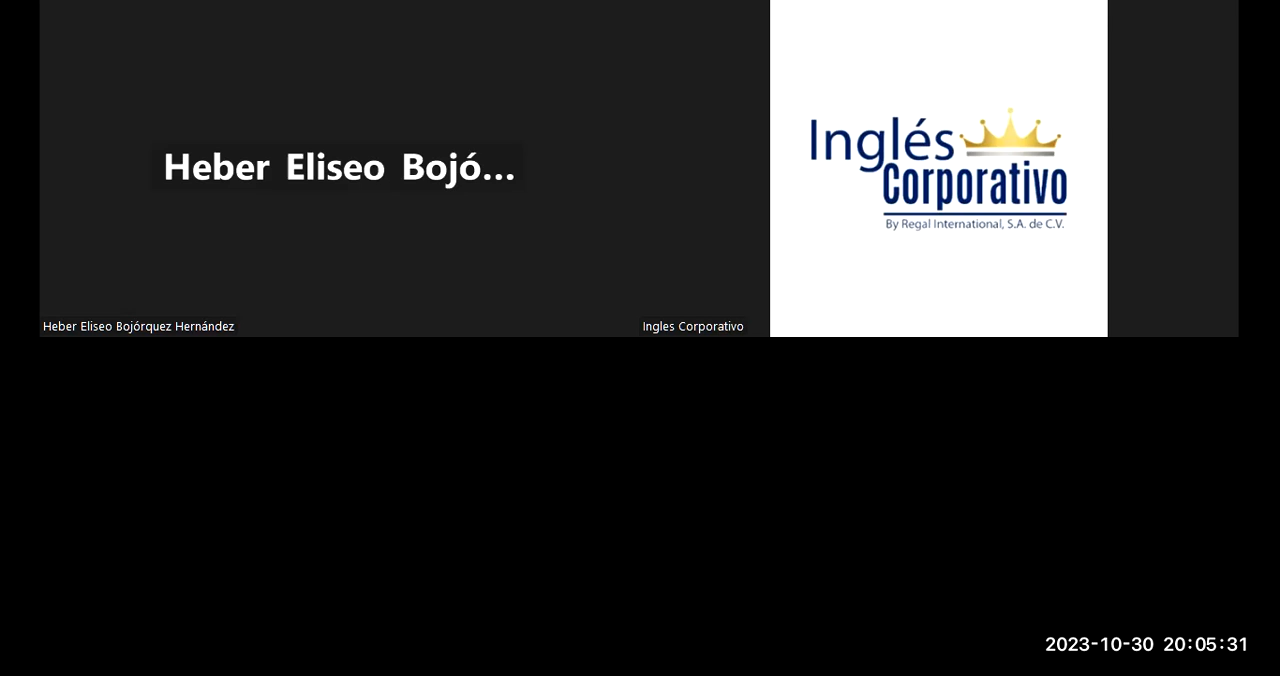 Heber Eliseo Bojó...
Inglés
Corporativo
By Regal International, S.A. de C.V.
Heber Eliseo Bojórquez Hernández
Ingles Corporativo
2023-10-30 20:05:31